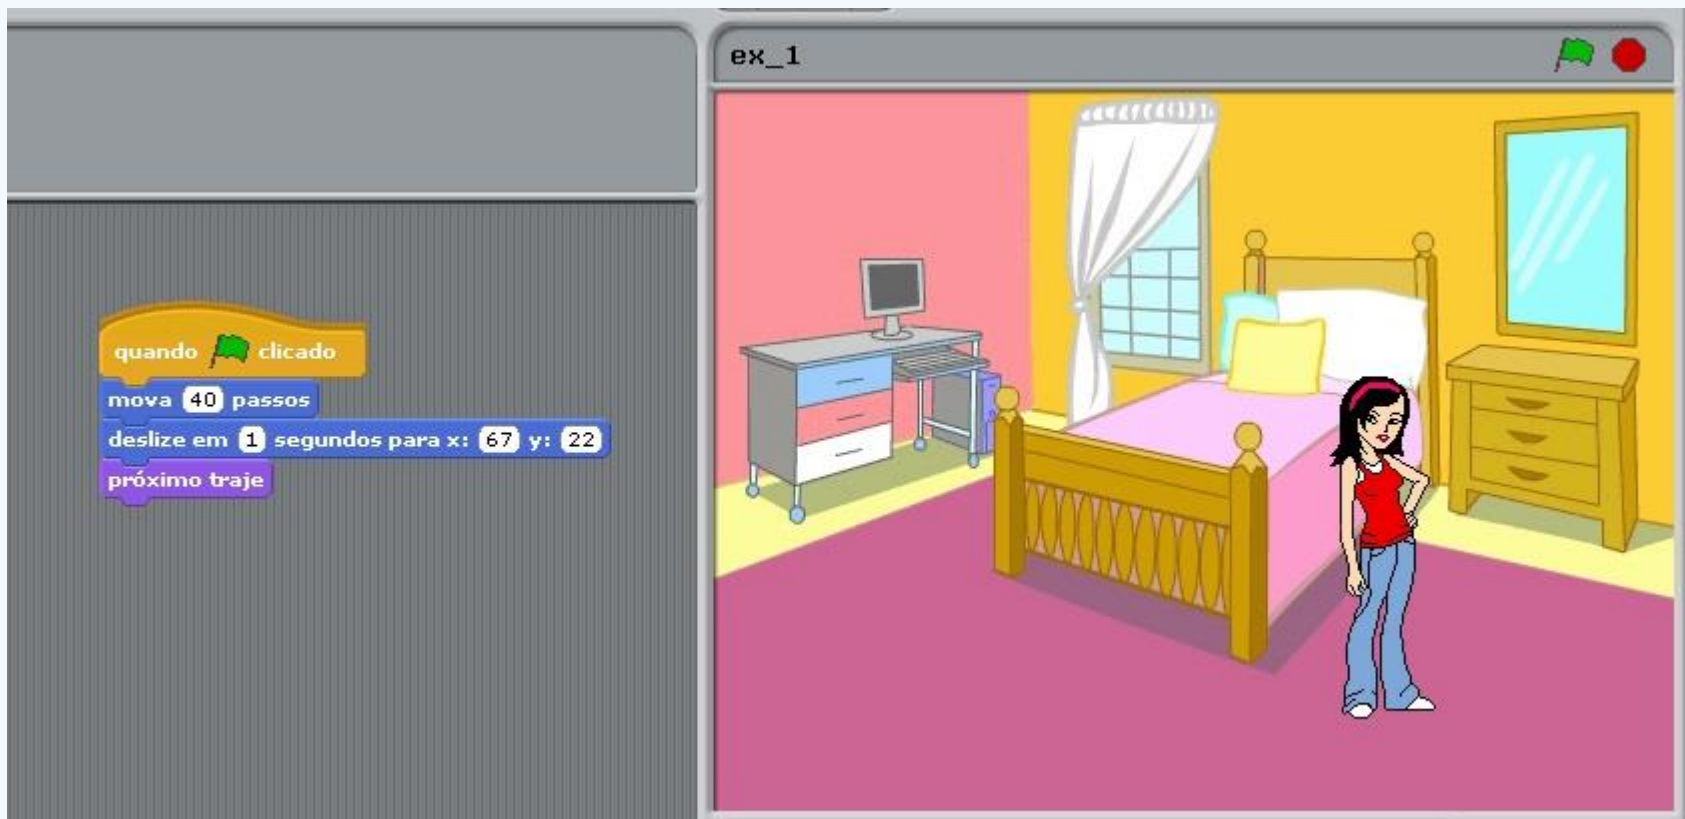 ex_1
quando clicado
mova 40 passos
deslize em 1 segundos para x: 67 y: 22
próximo traje